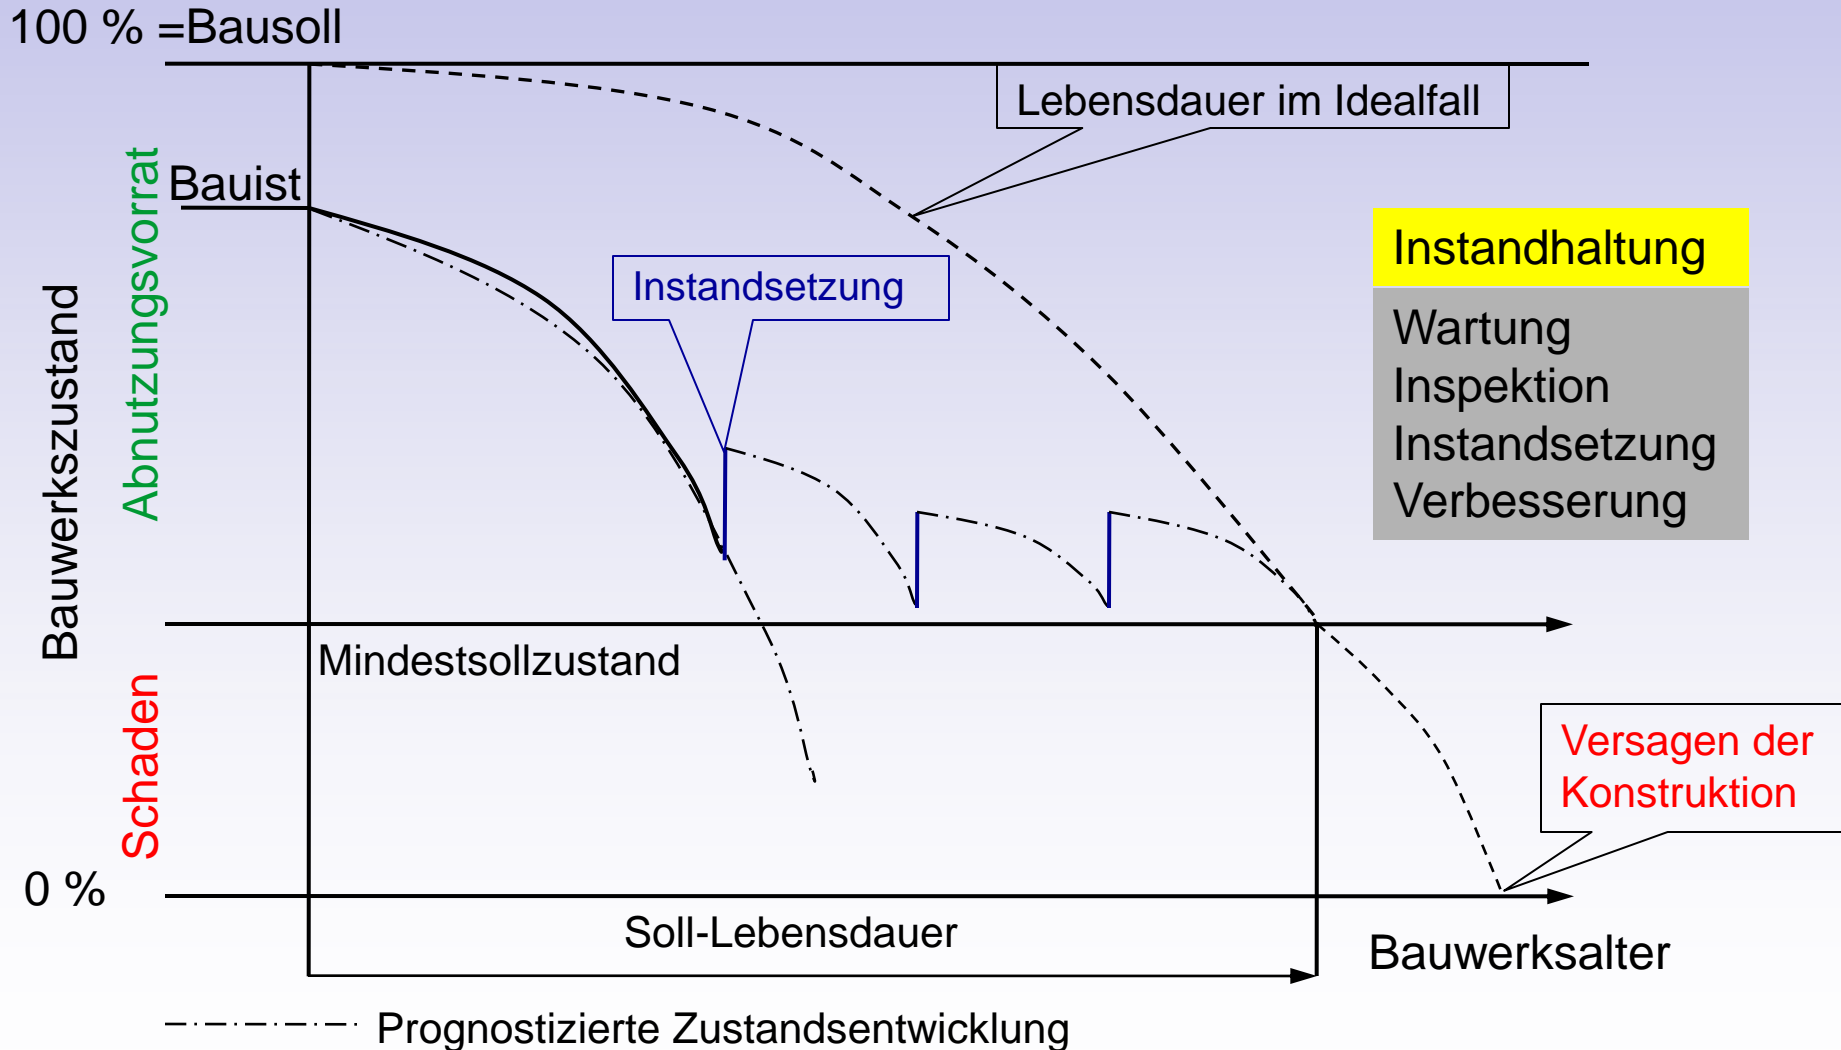 100 % =Bausoll
Lebensdauer im Idealfall
Bauist
Abnutzungsvorrat
Bauwerkszustand
Instandsetzung
Instandhaltung
Wartung
Inspektion
Instandsetzung
Verbesserung
Mindestsollzustand
Schaden
Versagen der
Konstruktion
0 %
Soll-Lebensdauer
Bauwerksalter
Prognostizierte Zustandsentwicklung